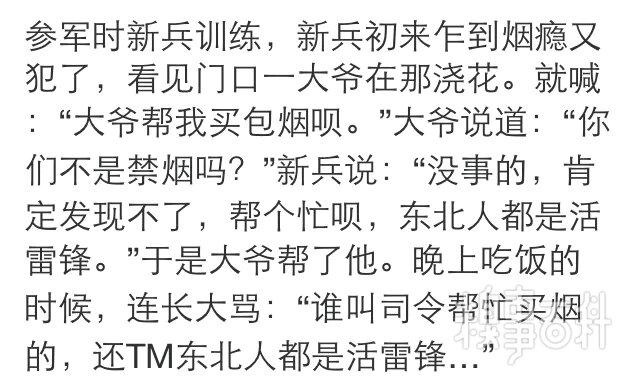 参军时新兵训练，新兵初来乍到烟瘾又
犯了，看见门口一大爷在那浇花。就喊
：“大爷帮我买包烟呗。”大爷说道：“你
们不是禁烟吗？”新兵说：“没事的，肯
定发现不了，帮个忙呗，东北人都是活
雷锋。”于是大爷帮了他。晚上吃饭的
时候，连长大骂：“谁叫司令帮忙买烟
的，还TM东北人都是活雷锋…”
糗事百科